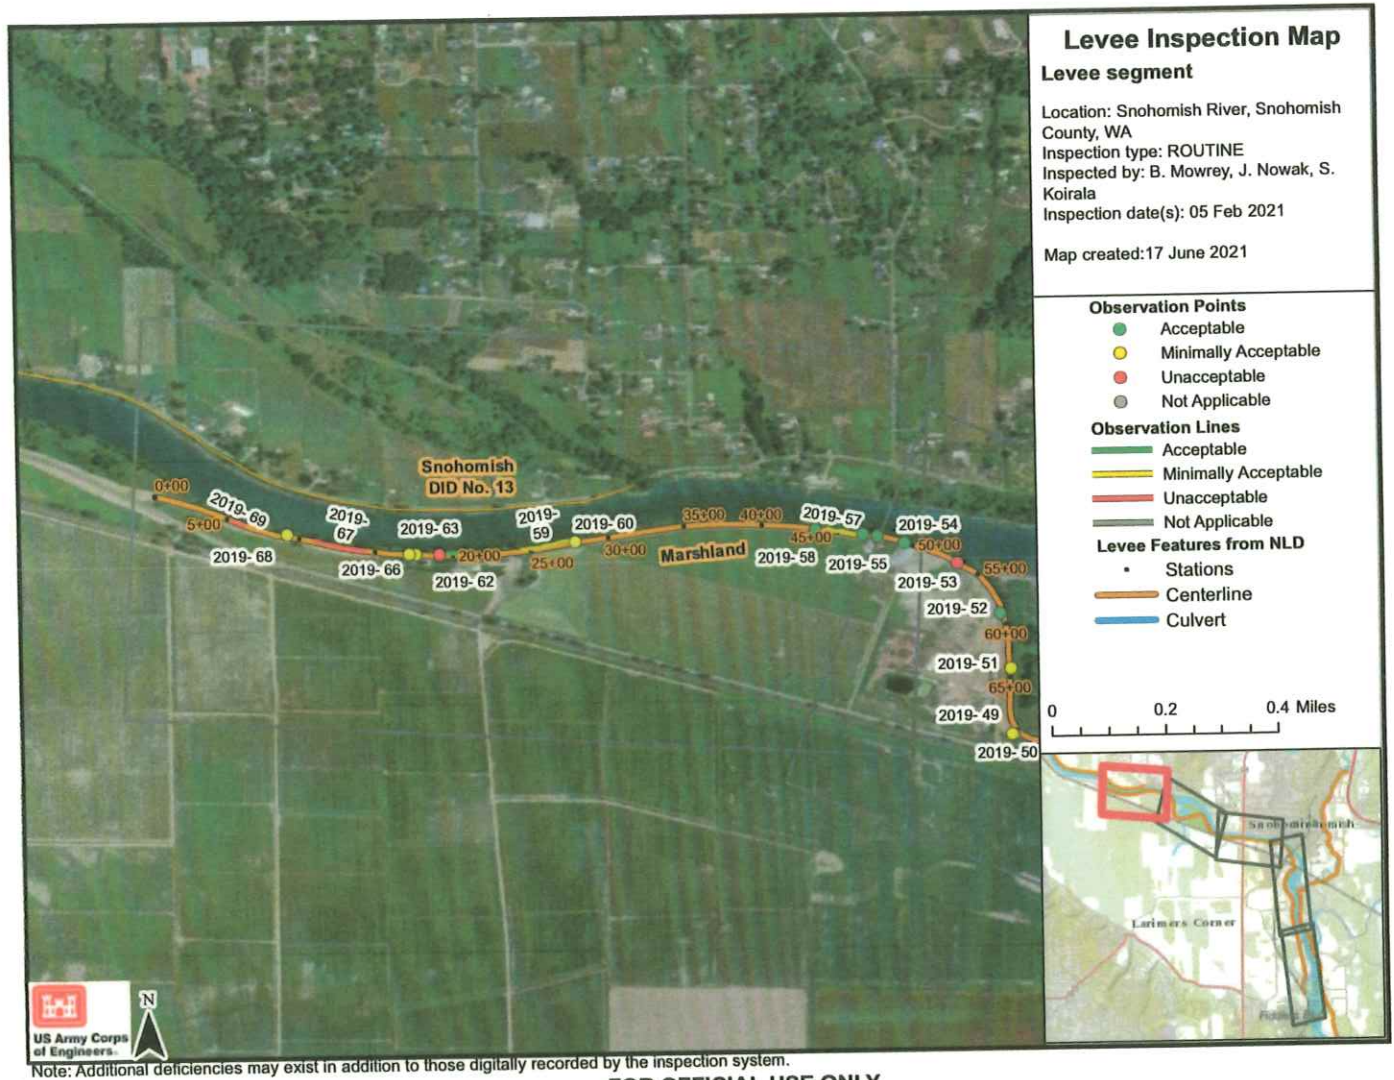 Levee Inspection Map
Levee segment
Location: Snohomish River, Snohomish
County, WA
Inspection type: ROUTINE
Inspected by: B. Mowrey, J. Nowak, S.
Koirala
Inspection date(s): 05 Feb 2021
Map created:17 June 2021
Observation Points
Acceptable
Minimally Acceptable
Unacceptable
Not Applicable
Observation Lines
Acceptable
Minimally Acceptable
Unacceptable
Not Applicable
Levee Features from NLD
Stations
Centerline
Culvert
0 0.2 0.4 Miles
Snohomish
DID No. 13
0+00
2019-69
5+00
2019-68
2019-
67
2019-66
2019-63
20+00
2019-62
2019-
59
25+00
2019-60
30+00
35+00
40+00
Marshland
2019-57
45+00
2019-58
2019-55
2019-54
50+00
2019-53
55+00
2019-52
60+00
2019-51
65+00
2019-49
2019-50
Larimers Corner
N
US Army Corps
of Engineers.
Note: Additional deficiencies may exist in addition to those digitally recorded by the inspection system.
FOR OFFICIAL USE ONLY